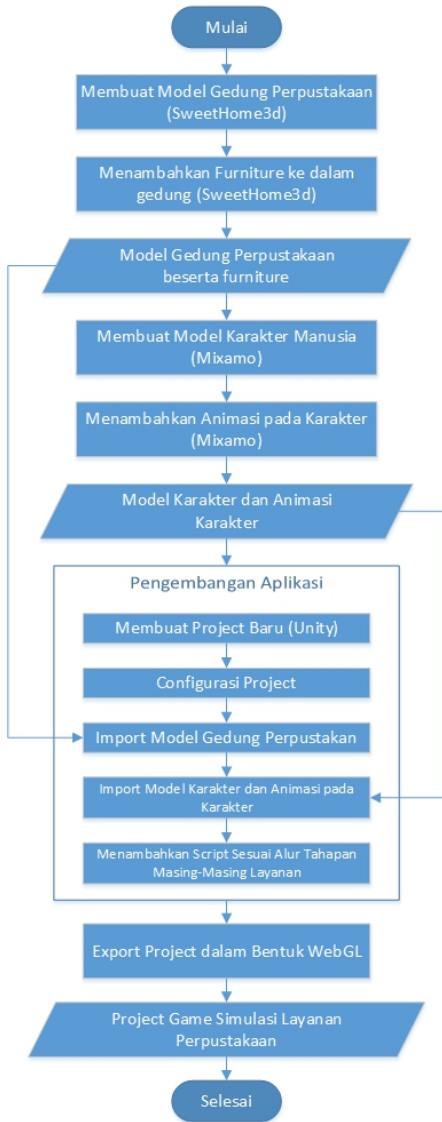 Mulai
Membuat Model Gedung Perpustakaan
(SweetHome3d)
Menambahkan Furniture ke dalam
gedung (SweetHome3d)
Model Gedung Perpustakaan
beserta furniture
Membuat Model Karakter Manusia
(Mixamo)
Menambahkan Animasi pada Karakter
(Mixamo)
Model Karakter dan Animasi
Karakter
Pengembangan Aplikasi
Membuat Project Baru (Unity)
Configurasi Project
Import Model Gedung Perpustakan
Import Model Karakter dan Animasi pada
Karakter
Menambahkan Script Sesuai Alur Tahapan
Masing-Masing Layanan
Export Project dalam Bentuk WebGL
Project Game Simulasi Layanan
Perpustakaan
Selesai